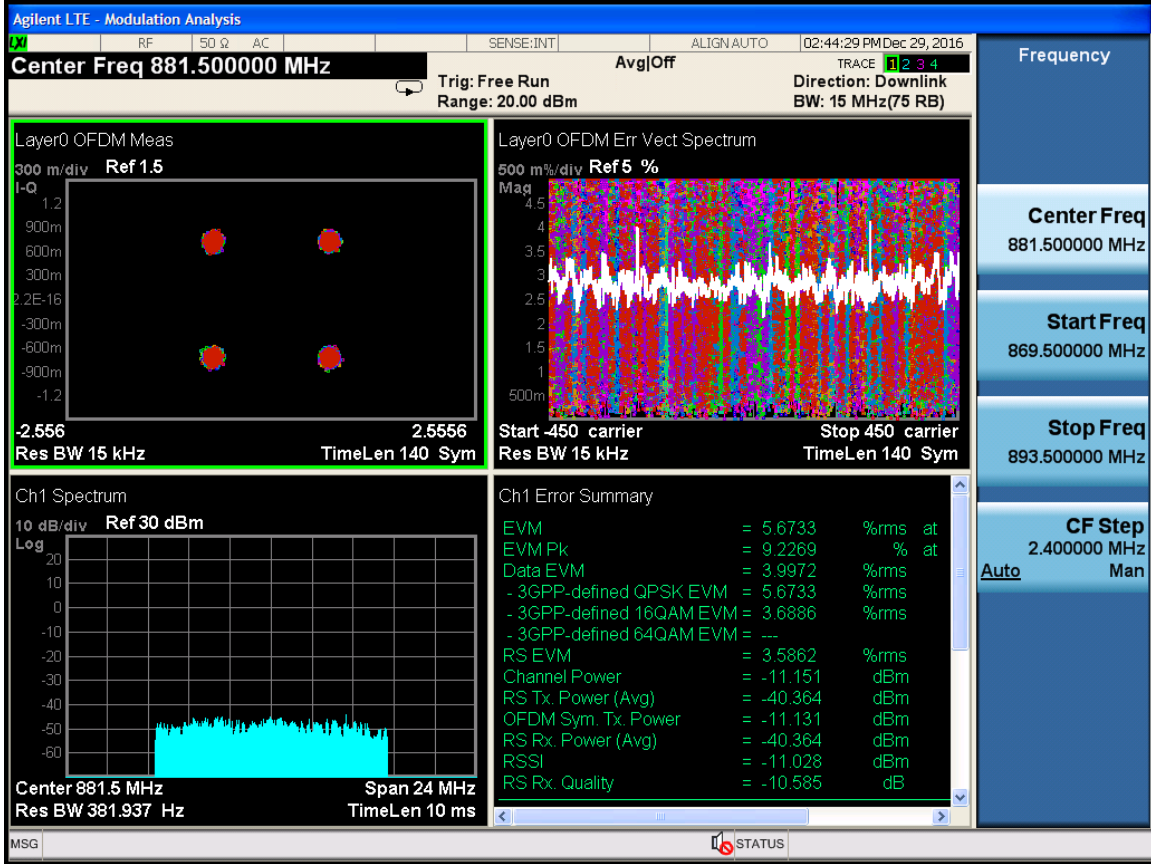 Agilent LTE - Modulation Analysis
LXI RF 50 Ω AC SENSE:INT ALIGN AUTO 02:44:29 PM Dec 29, 2016
Center Freq 881.500000 MHz
Avg|Off
TRACE 1 2 3 4
Trig: Free Run
Direction: Downlink
Range: 20.00 dBm
BW: 15 MHz(75 RB)
Layer0 OFDM Meas
300 m/div Ref 1.5
I-Q
1.2
900m
600m
300m
2.2E-16
-300m
-600m
-900m
-1.2
-2.556 2.5556
Res BW 15 kHz TimeLen 140 Sym
Layer0 OFDM Err Vect Spectrum
500 m%/div Ref 5 %
Mag
4.5
4
3.5
3
2.5
2
1.5
1
500m
Start -450 carrier Stop 450 carrier
Res BW 15 kHz TimeLen 140 Sym
Ch1 Spectrum
10 dB/div Ref 30 dBm
Log
20
10
0
-10
-20
-30
-40
-50
-60
Center 881.5 MHz Span 24 MHz
Res BW 381.937 Hz TimeLen 10 ms
Ch1 Error Summary
EVM = 5.6733 %rms at
EVM Pk = 9.2269 % at
Data EVM = 3.9972 %rms
- 3GPP-defined QPSK EVM = 5.6733 %rms
- 3GPP-defined 16QAM EVM = 3.6886 %rms
- 3GPP-defined 64QAM EVM = ---
RS EVM = 3.5862 %rms
Channel Power = -11.151 dBm
RS Tx. Power (Avg) = -40.364 dBm
OFDM Sym. Tx. Power = -11.131 dBm
RS Rx. Power (Avg) = -40.364 dBm
RSSI = -11.028 dBm
RS Rx. Quality = -10.585 dB
Frequency
Center Freq
881.500000 MHz
Start Freq
869.500000 MHz
Stop Freq
893.500000 MHz
CF Step
2.400000 MHz
Auto Man
MSG STATUS